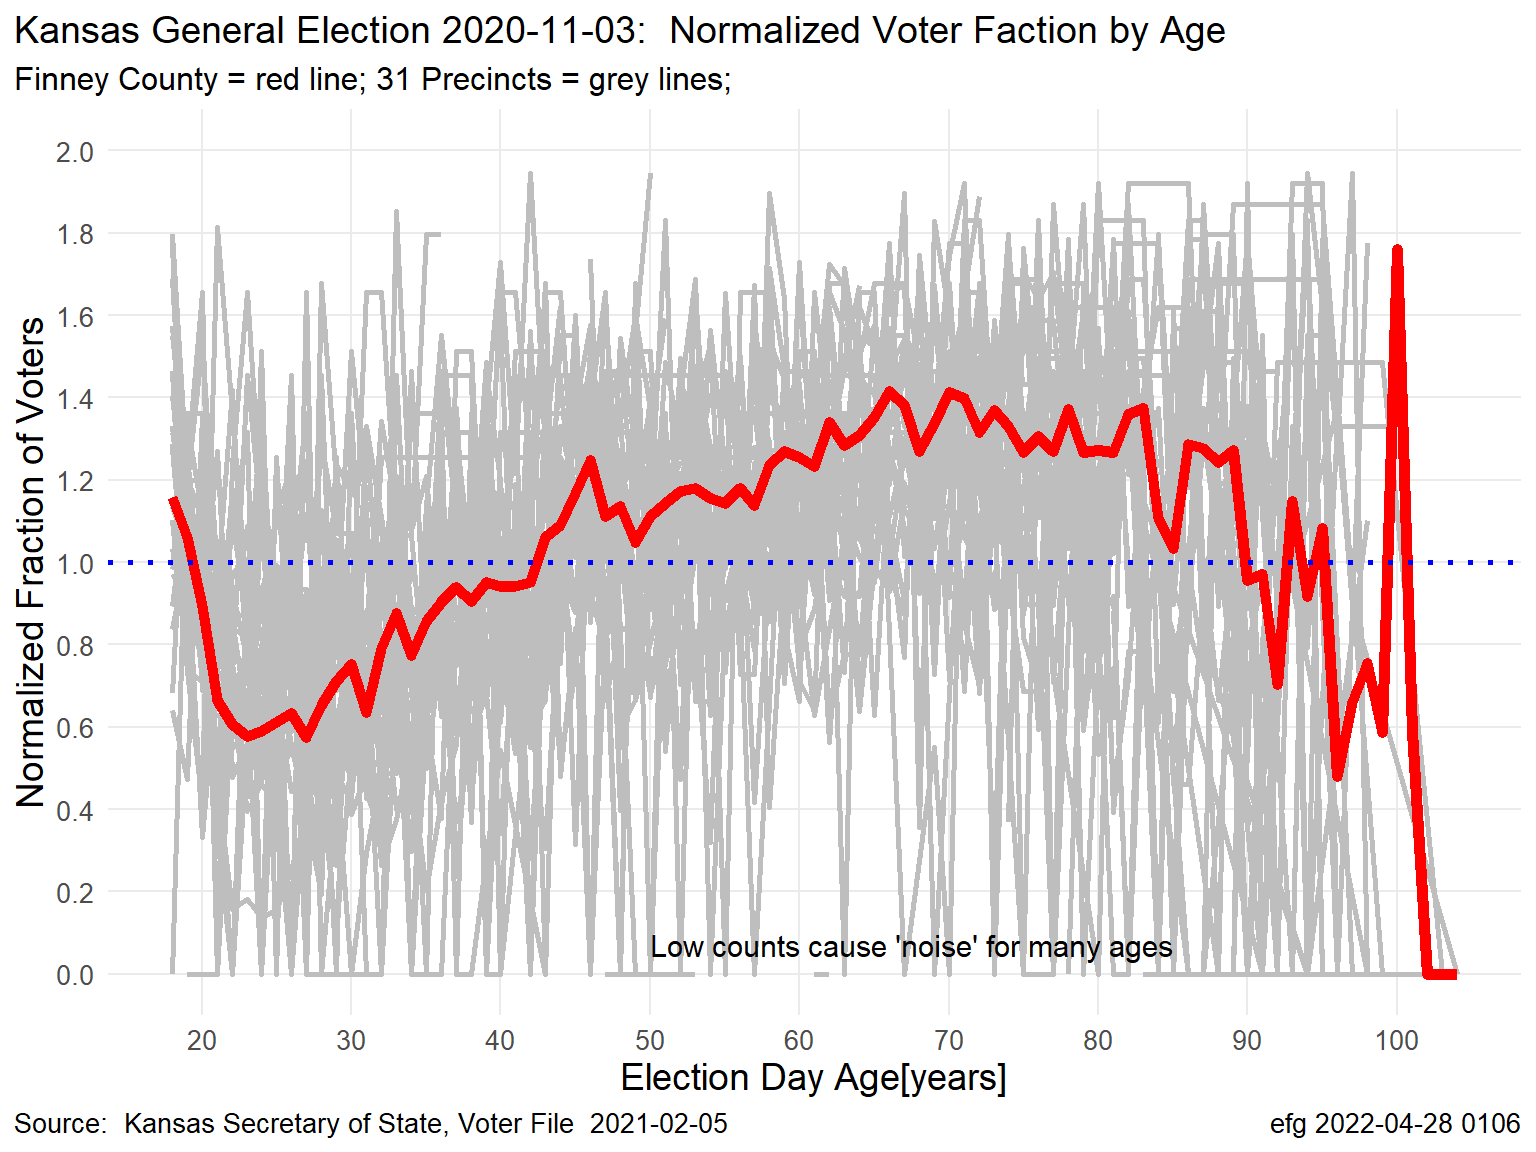 Kansas General Election 2020-11-03:  Normalized Voter Faction by Age
Finney County = red line; 31 Precincts = grey lines;
Normalized Fraction of Voters
2.0
1.8
1.6
1.4
1.2
1.0
0.8
0.6
0.4
0.2
0.0
Low counts cause 'noise' for many ages
20 30 40 50 60 70 80 90 100
Election Day Age[years]
Source:  Kansas Secretary of State, Voter File  2021-02-05
efg 2022-04-28 0106